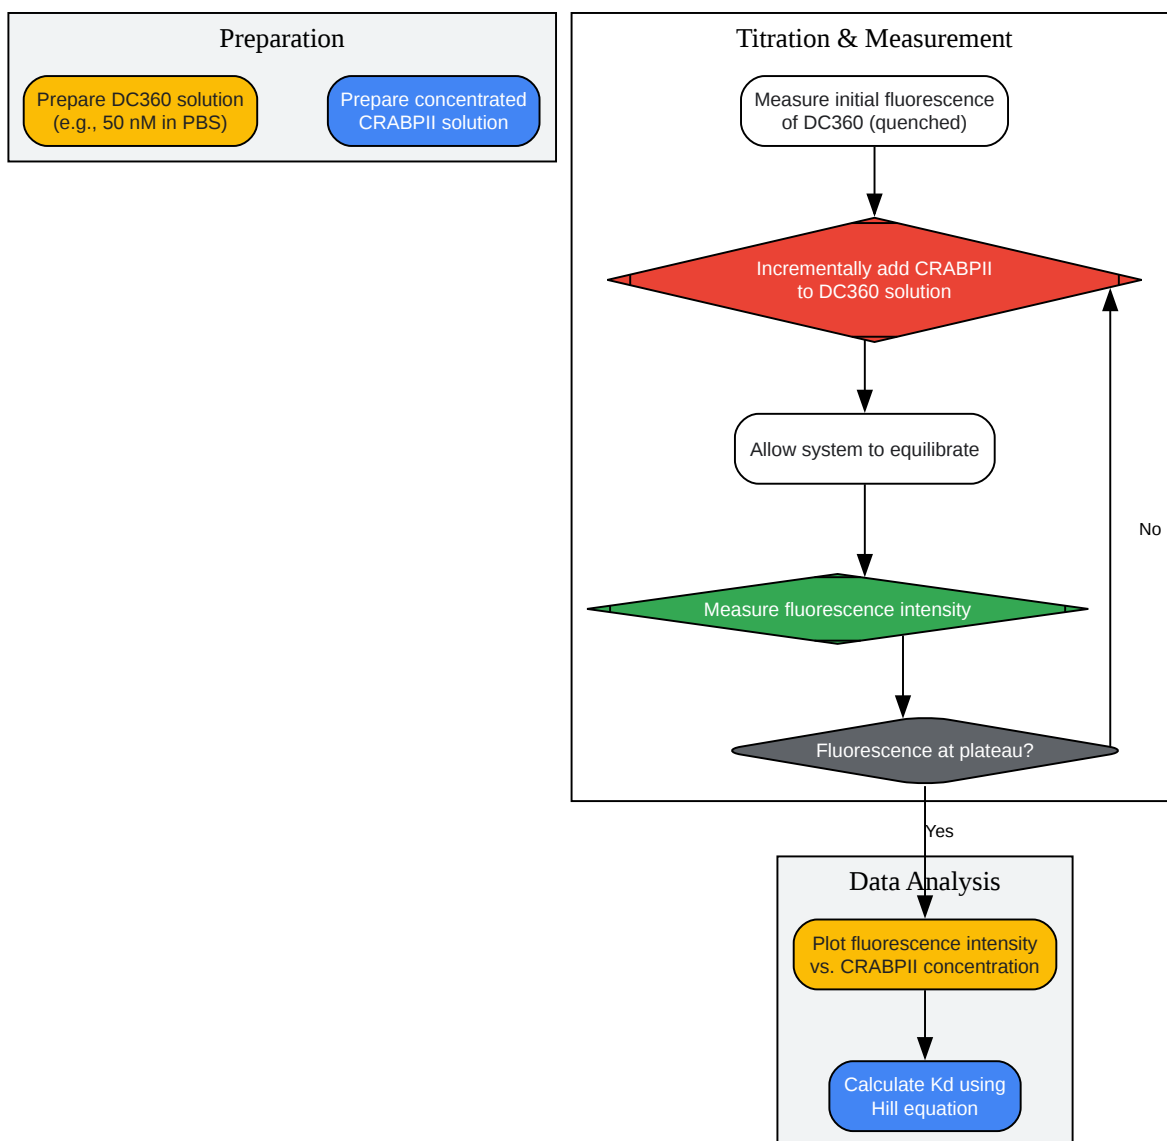 Preparation
Prepare DC360 solution
(e.g., 50 nM in PBS)
Prepare concentrated
CRABPII solution
Titration & Measurement
Measure initial fluorescence
of DC360 (quenched)
Incrementally add CRABPII
to DC360 solution
Allow system to equilibrate
No
Measure fluorescence intensity
Fluorescence at plateau?
Yes
Data Analysis
Plot fluorescence intensity
vs. CRABPII concentration
Calculate Kd using
Hill equation